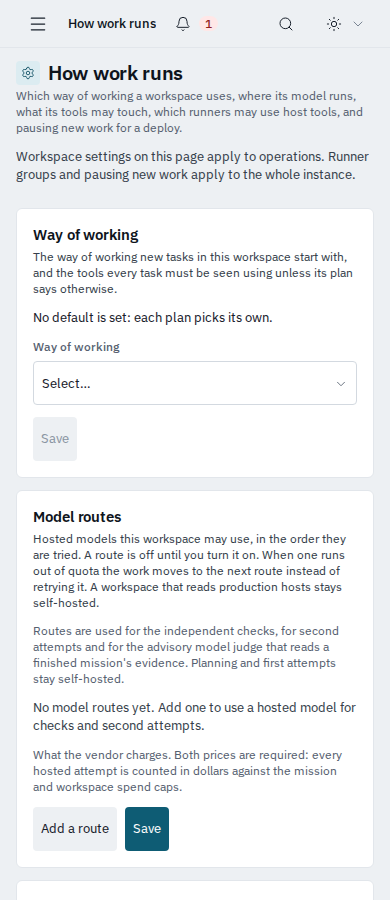 How work runs
1
How work runs
Which way of working a workspace uses, where its model runs,
what its tools may touch, which runners may use host tools, and
pausing new work for a deploy.
Workspace settings on this page apply to operations. Runner
groups and pausing new work apply to the whole instance.
Way of working
The way of working new tasks in this workspace start with,
and the tools every task must be seen using unless its plan
says otherwise.
No default is set: each plan picks its own.
Way of working
Select...
Save
Model routes
Hosted models this workspace may use, in the order they
are tried. A route is off until you turn it on. When one runs
out of quota the work moves to the next route instead of
retrying it. A workspace that reads production hosts stays
self-hosted.
Routes are used for the independent checks, for second
attempts and for the advisory model judge that reads a
finished mission's evidence. Planning and first attempts
stay self-hosted.
No model routes yet. Add one to use a hosted model for
checks and second attempts.
What the vendor charges. Both prices are required: every
hosted attempt is counted in dollars against the mission
and workspace spend caps.
Add a route
Save